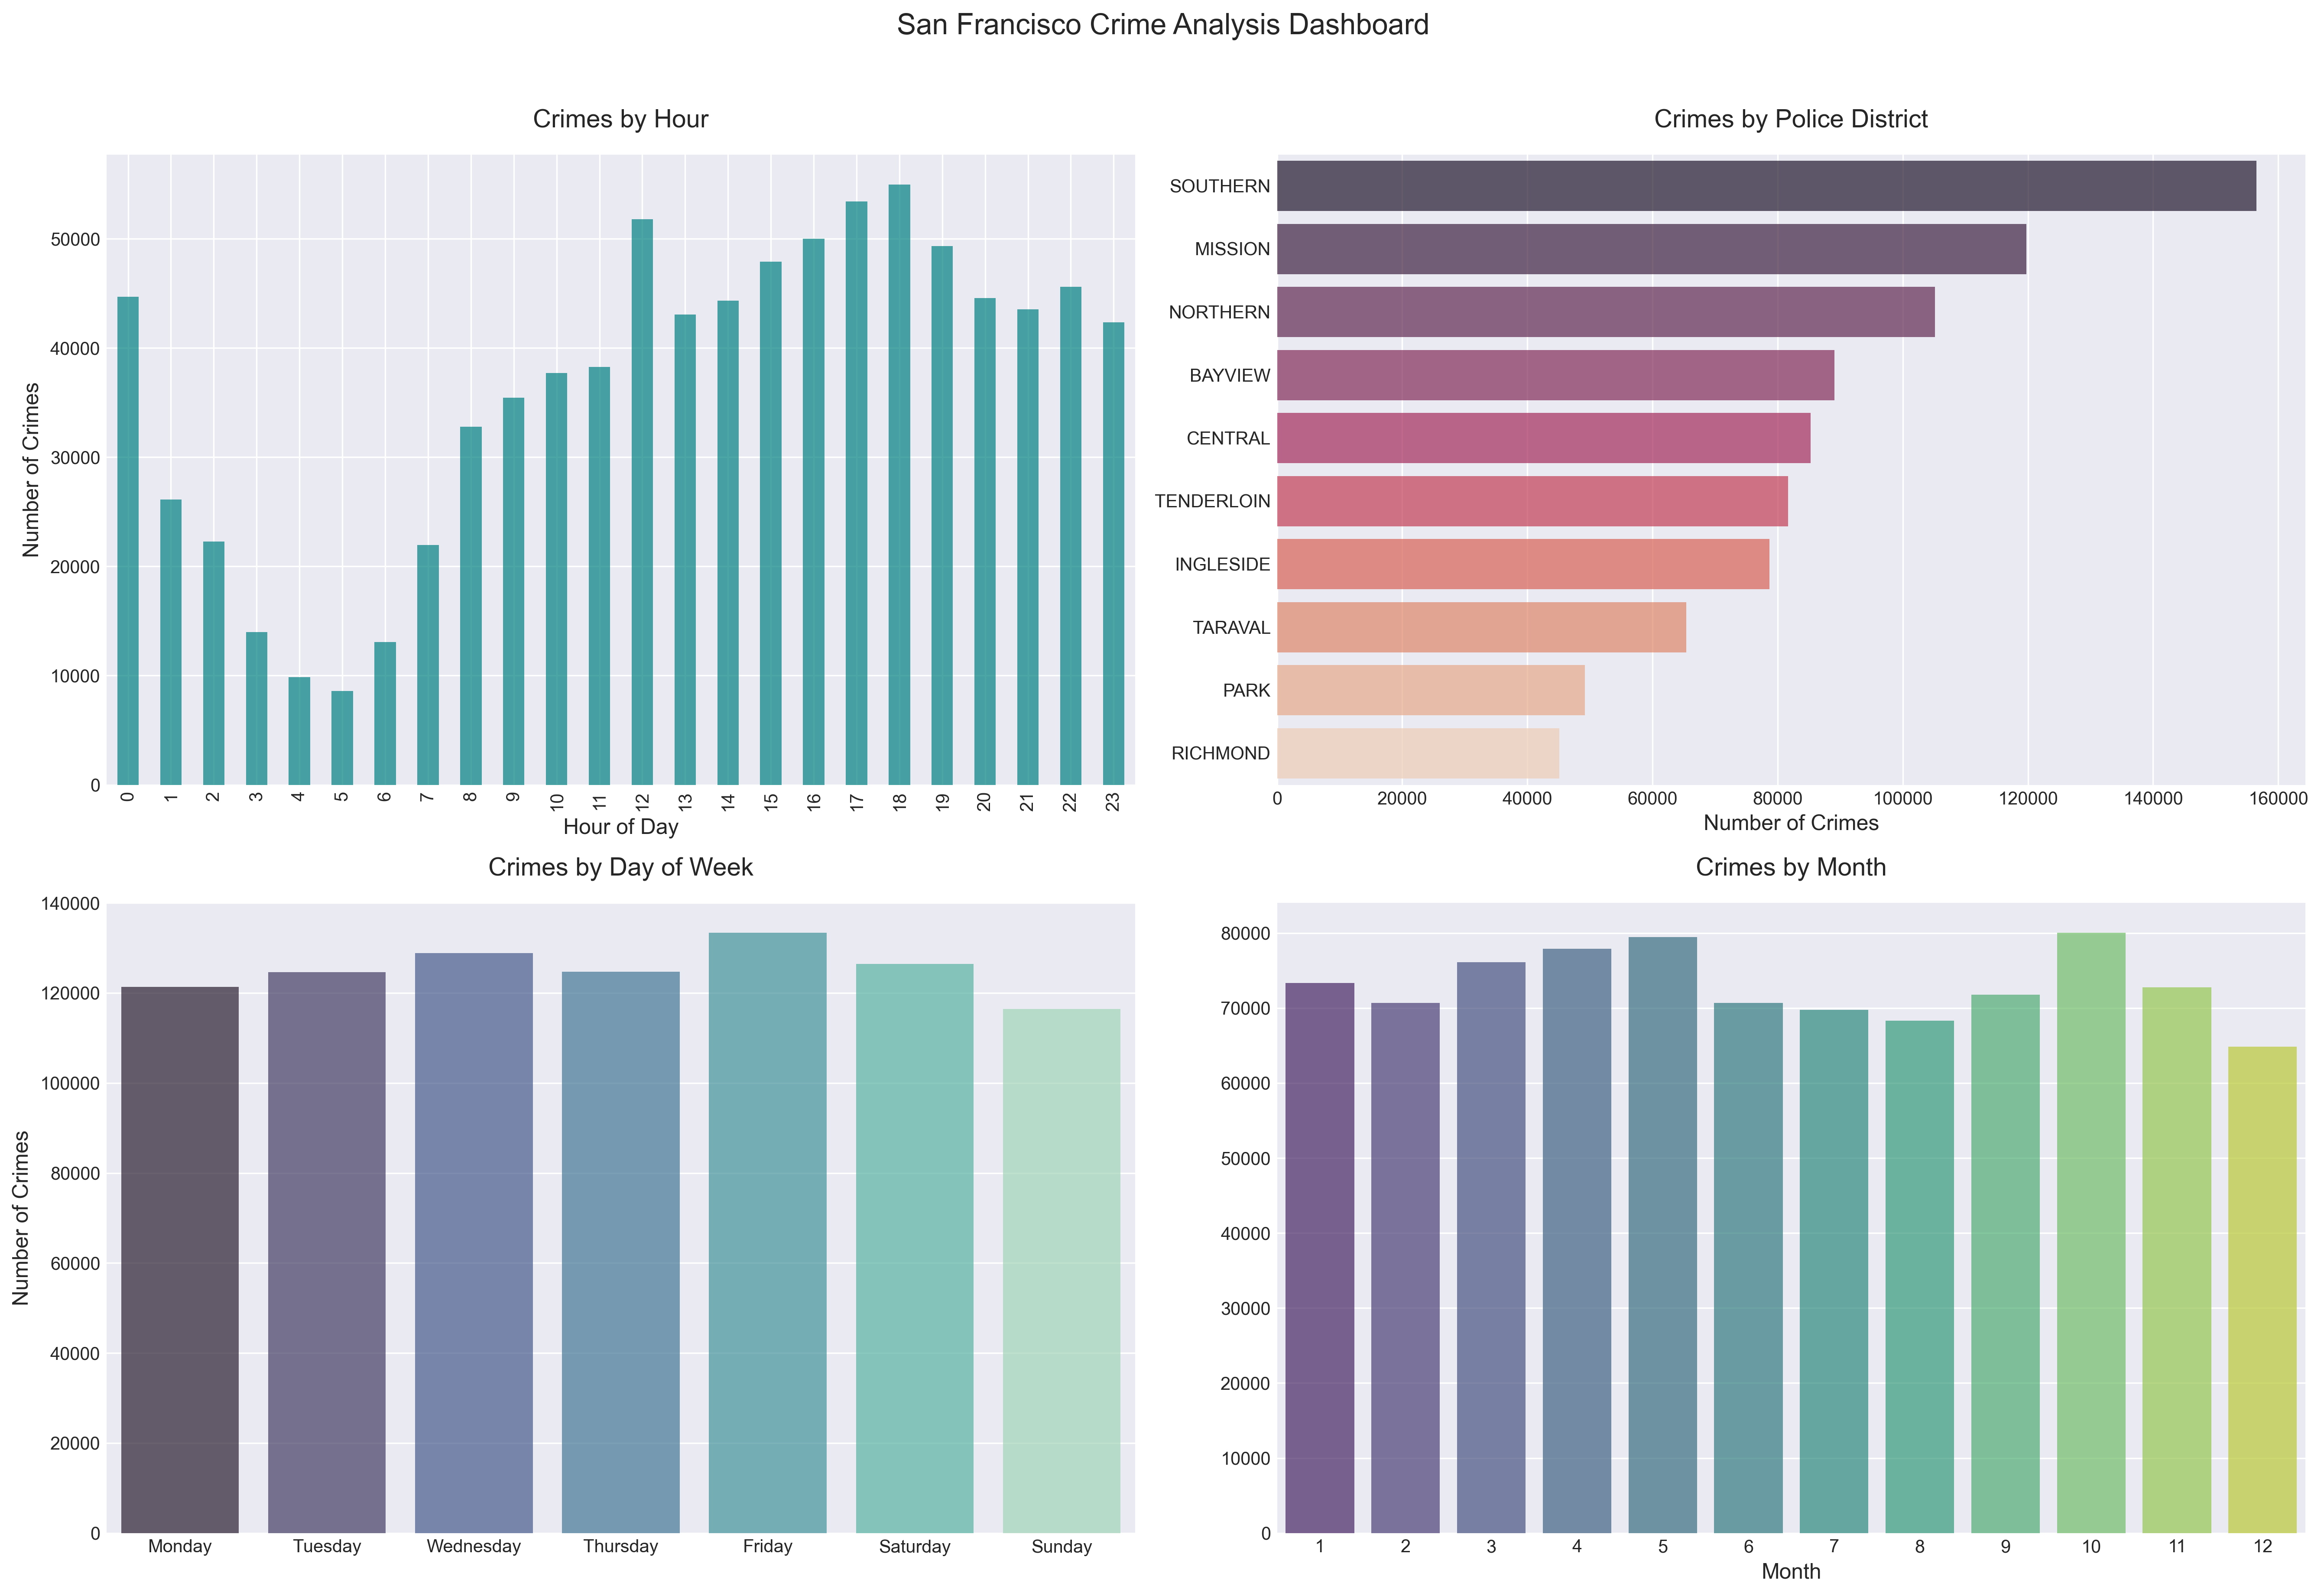 San Francisco Crime Analysis Dashboard
Crimes by Hour
Number of Crimes
50000
40000
30000
20000
10000
0
0 1 2 3 4 5 6 7 8 9 10 11 12 13 14 15 16 17 18 19 20 21 22 23
Hour of Day
Crimes by Police District
SOUTHERN
MISSION
NORTHERN
BAYVIEW
CENTRAL
TENDERLOIN
INGLESIDE
TARAVAL
PARK
RICHMOND
0 20000 40000 60000 80000 100000 120000 140000 160000
Number of Crimes
Crimes by Day of Week
Number of Crimes
140000
120000
100000
80000
60000
40000
20000
0
Monday Tuesday Wednesday Thursday Friday Saturday Sunday
Crimes by Month
80000
70000
60000
50000
40000
30000
20000
10000
0
1 2 3 4 5 6 7 8 9 10 11 12
Month